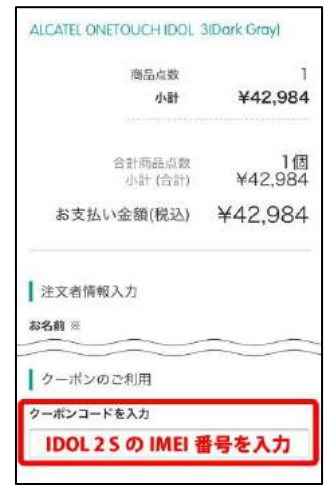 ALCATEL ONETOUCH IDOL 3(Dark Gray)
商品点数 1
小計 ¥42,984
合計商品点数 1個
小計 (合計) ¥42,984
お支払い金額(税込) ¥42,984
注文者情報入力
お名前 ※
クーポンのご利用
クーポンコードを入力
IDOL 2 S の IMEI 番号を入力